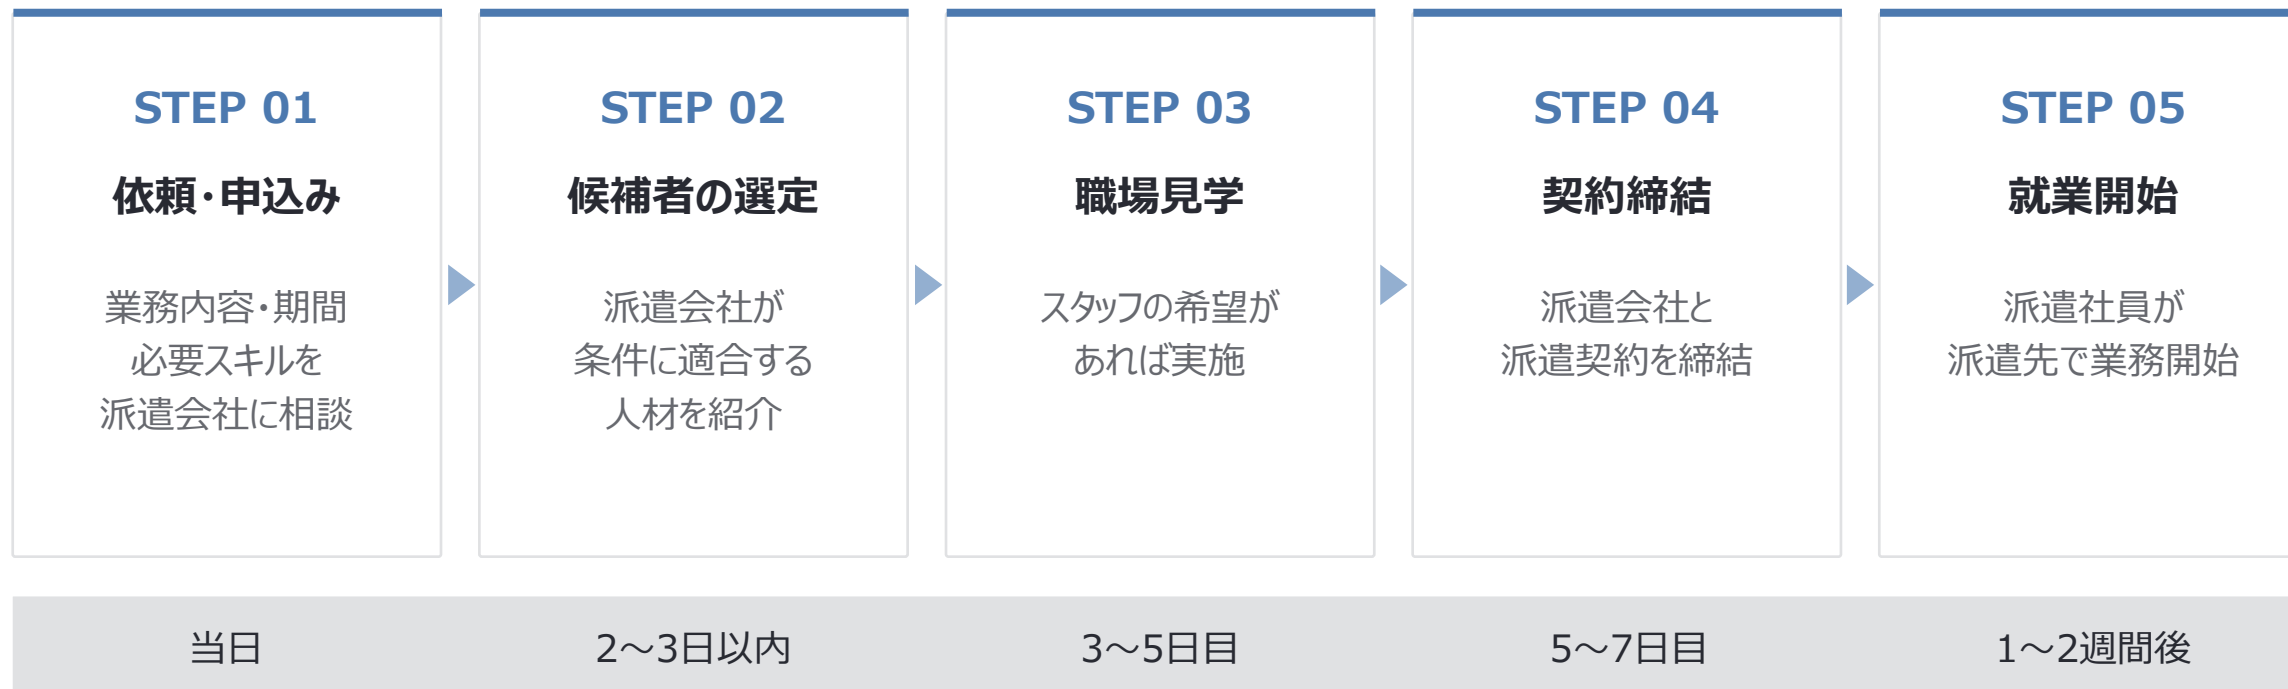 STEP 01
依頼・申込み
業務内容・期間
必要スキルを
派遣会社に相談
STEP 02
候補者の選定
派遣会社が
条件に適合する
人材を紹介
STEP 03
職場見学
スタッフの希望が
あれば実施
STEP 04
契約締結
派遣会社と
派遣契約を締結
STEP 05
就業開始
派遣社員が
派遣先で業務開始
当日
2～3日以内
3～5日目
5～7日目
1～2週間後